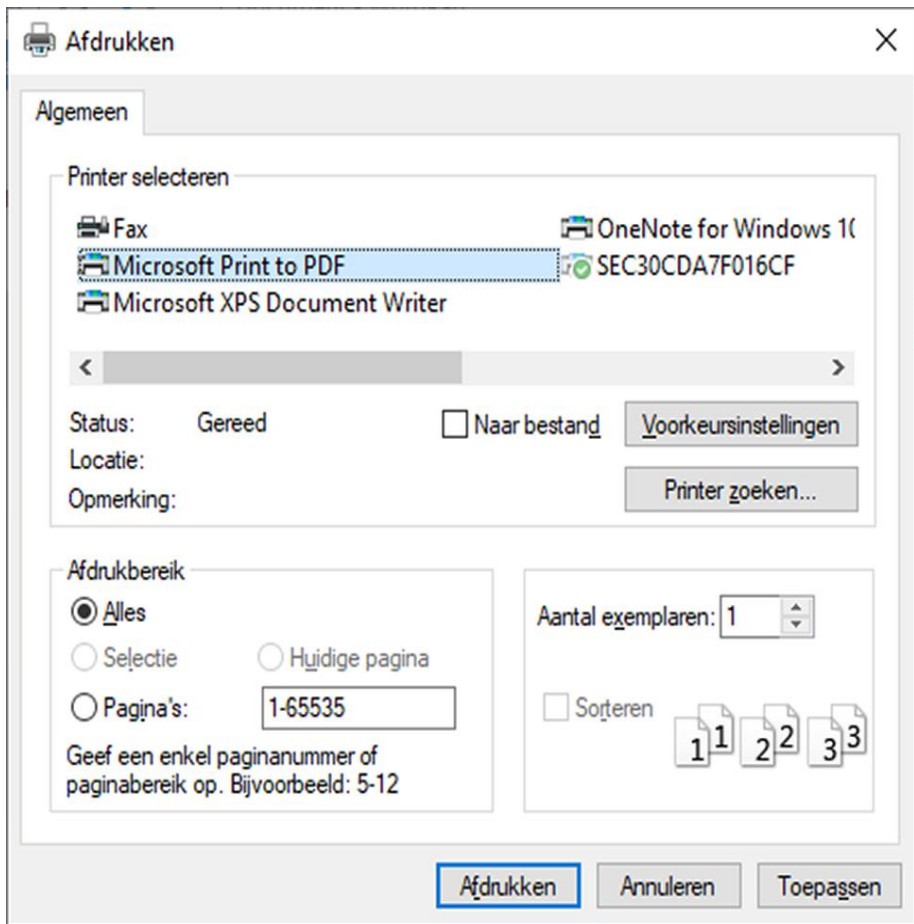 Afdrukken
Algemeen
Printer selecteren
Fax
OneNote for Windows 10
Microsoft Print to PDF
SEC30CDA7F016CF
Microsoft XPS Document Writer
Status: Gereed
Naar bestand
Voorkeursinstellingen
Locatie:
Opmerking:
Printer zoeken...
Afdrukbereik
Alles
Selectie
Huidige pagina
Pagina's: 1-65535
Geef een enkel paginanummer of
paginabereik op. Bijvoorbeeld: 5-12
Aantal exemplaren: 1
Sorteren
1 1 2 2 3 3
Afdrukken
Annuleren
Toepassen